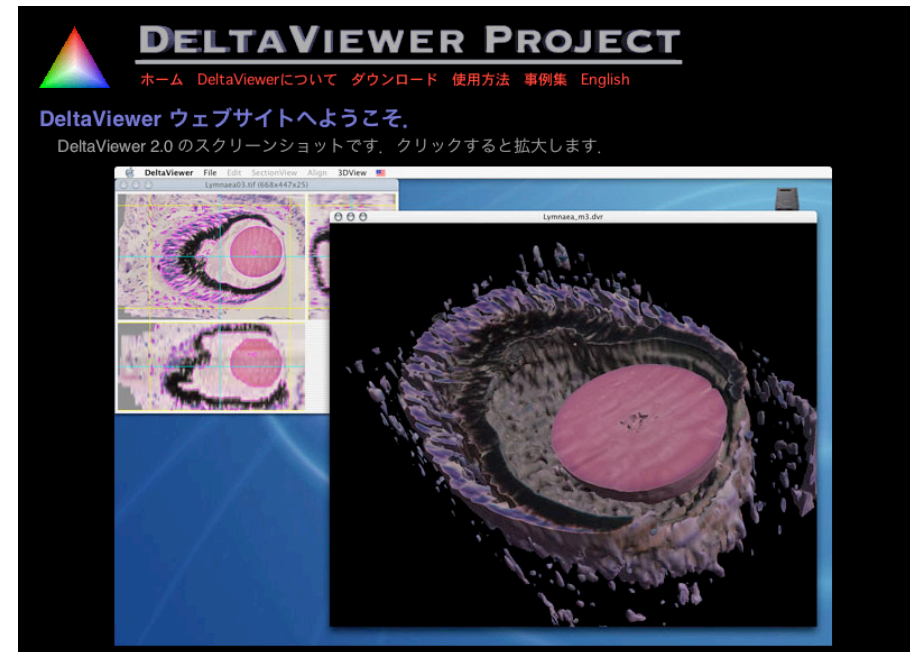 DELTAVIEWER PROJECT
ホーム DeltaViewerについて ダウンロード 使用方法 事例集 English
DeltaViewer ウェブサイトへようこそ．
DeltaViewer 2.0 のスクリーンショットです．クリックすると拡大します．
DeltaViewer File Edit SectionView Align 3DView
Lymnaea03.tif (668x447x25)
Lymnaea_m3.dvr